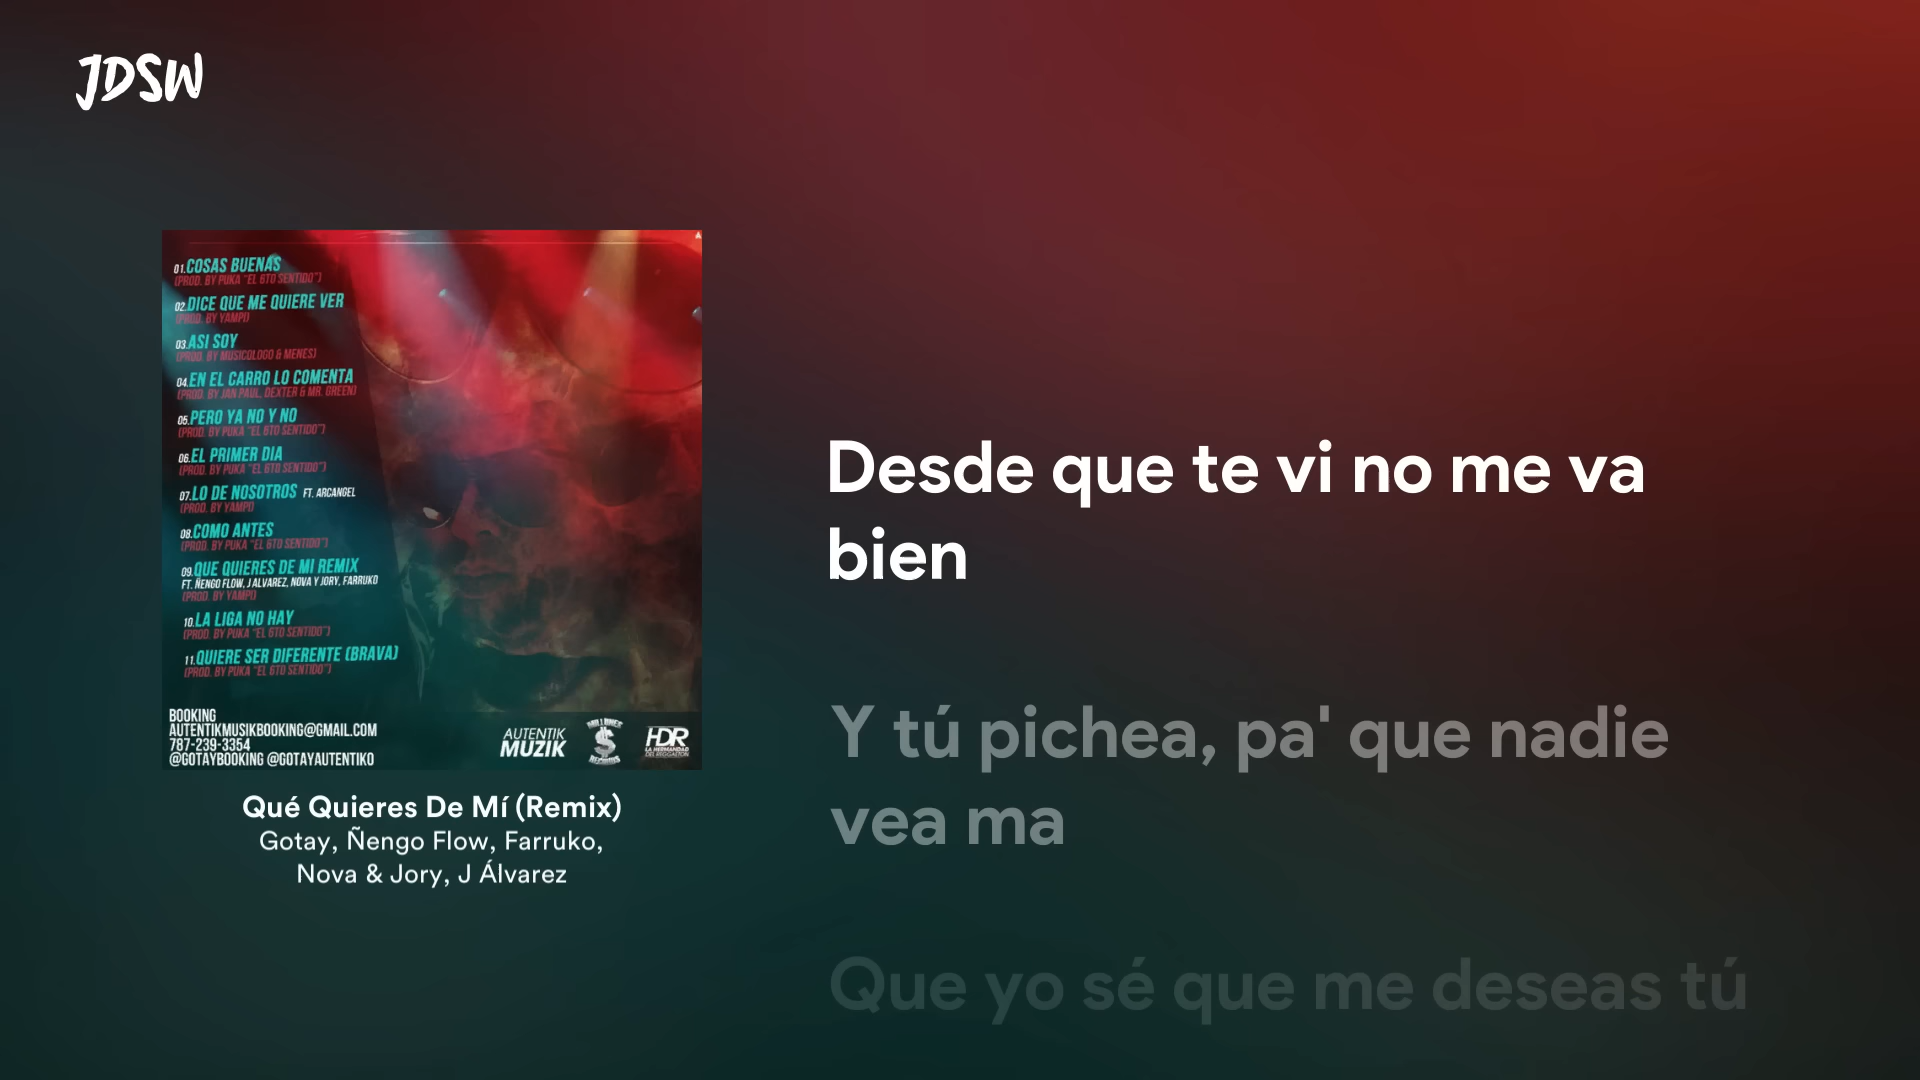 JDSW
01.COSAS BUENAS
(PROD. BY PUKA "EL 6TO SENTIDO")
02.DICE QUE ME QUIERE VER
(PROD. BY YAMPI)
03.ASI SOY
(PROD. BY MUSICOLOGO & MENES)
04.EN EL CARRO LO COMENTA
(PROD. BY JAN PAUL, DEXTER & MR. GREEN)
05.PERO YA NO Y NO
(PROD. BY PUKA "EL 6TO SENTIDO")
06.EL PRIMER DIA
(PROD. BY PUKA "EL 6TO SENTIDO")
07.LO DE NOSOTROS FT. ARCANGEL
(PROD. BY YAMPI)
08.COMO ANTES
(PROD. BY PUKA "EL 6TO SENTIDO")
09.QUE QUIERES DE MI REMIX
FT. ÑENGO FLOW, J ALVAREZ, NOVA Y JORY, FARRUKO
(PROD. BY YAMPI)
10.LA LIGA NO HAY
(PROD. BY PUKA "EL 6TO SENTIDO")
11.QUIERE SER DIFERENTE (BRAVA)
(PROD. BY PUKA "EL 6TO SENTIDO")
BOOKING
AUTENTIKMUSIKBOOKING@GMAIL.COM
787-239-3354
@GOTAYBOOKING @GOTAYAUTENTIKO
AUTENTIK
MUZIK
MILLONES
$
RECORDS
HDR
LA HERMANDAD
DEL REGGAETON
Qué Quieres De Mí (Remix)
Gotay, Ñengo Flow, Farruko,
Nova & Jory, J Álvarez
Desde que te vi no me va
bien
Y tú pichea, pa' que nadie
vea ma
Que yo sé que me deseas tú